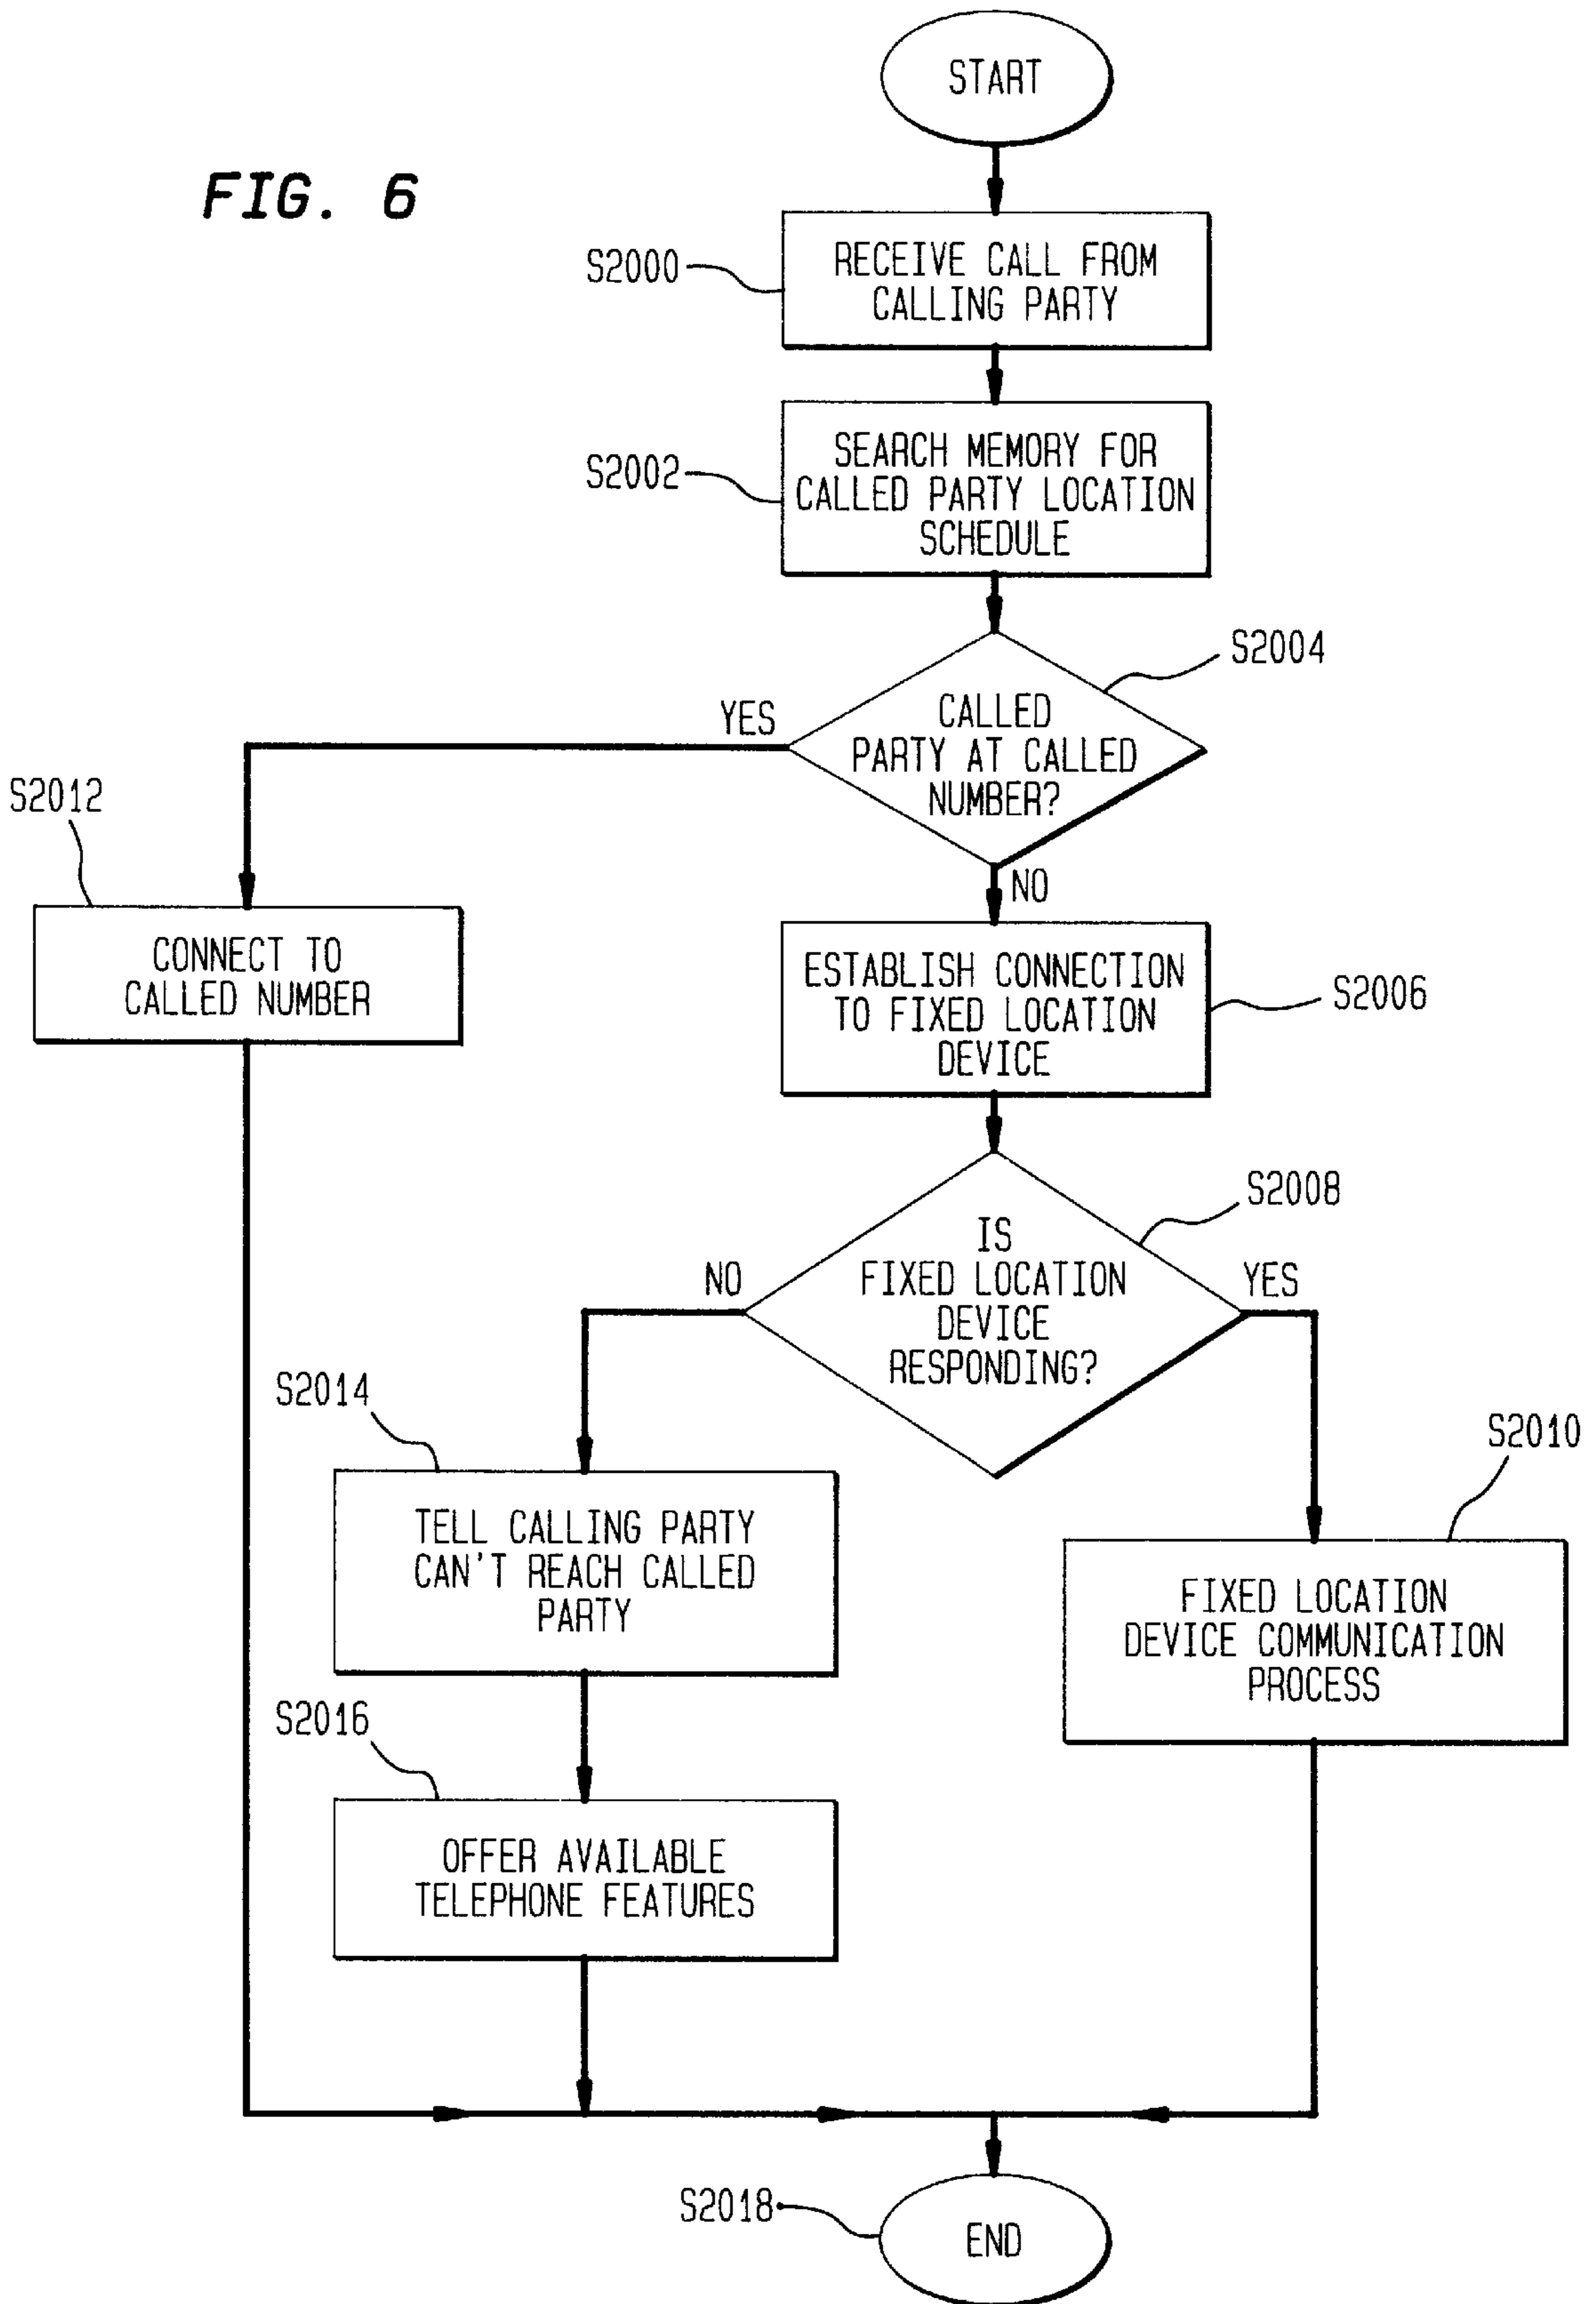 START
FIG. 6
S2000
RECEIVE CALL FROM
CALLING PARTY
S2002
SEARCH MEMORY FOR
CALLED PARTY LOCATION
SCHEDULE
S2004
YES
CALLED
PARTY AT CALLED
NUMBER?
NO
S2012
CONNECT TO
CALLED NUMBER
ESTABLISH CONNECTION
TO FIXED LOCATION
DEVICE
S2006
S2008
NO
IS
FIXED LOCATION
DEVICE
RESPONDING?
YES
S2014
TELL CALLING PARTY
CAN'T REACH CALLED
PARTY
S2010
FIXED LOCATION
DEVICE COMMUNICATION
PROCESS
S2016
OFFER AVAILABLE
TELEPHONE FEATURES
S2018
END